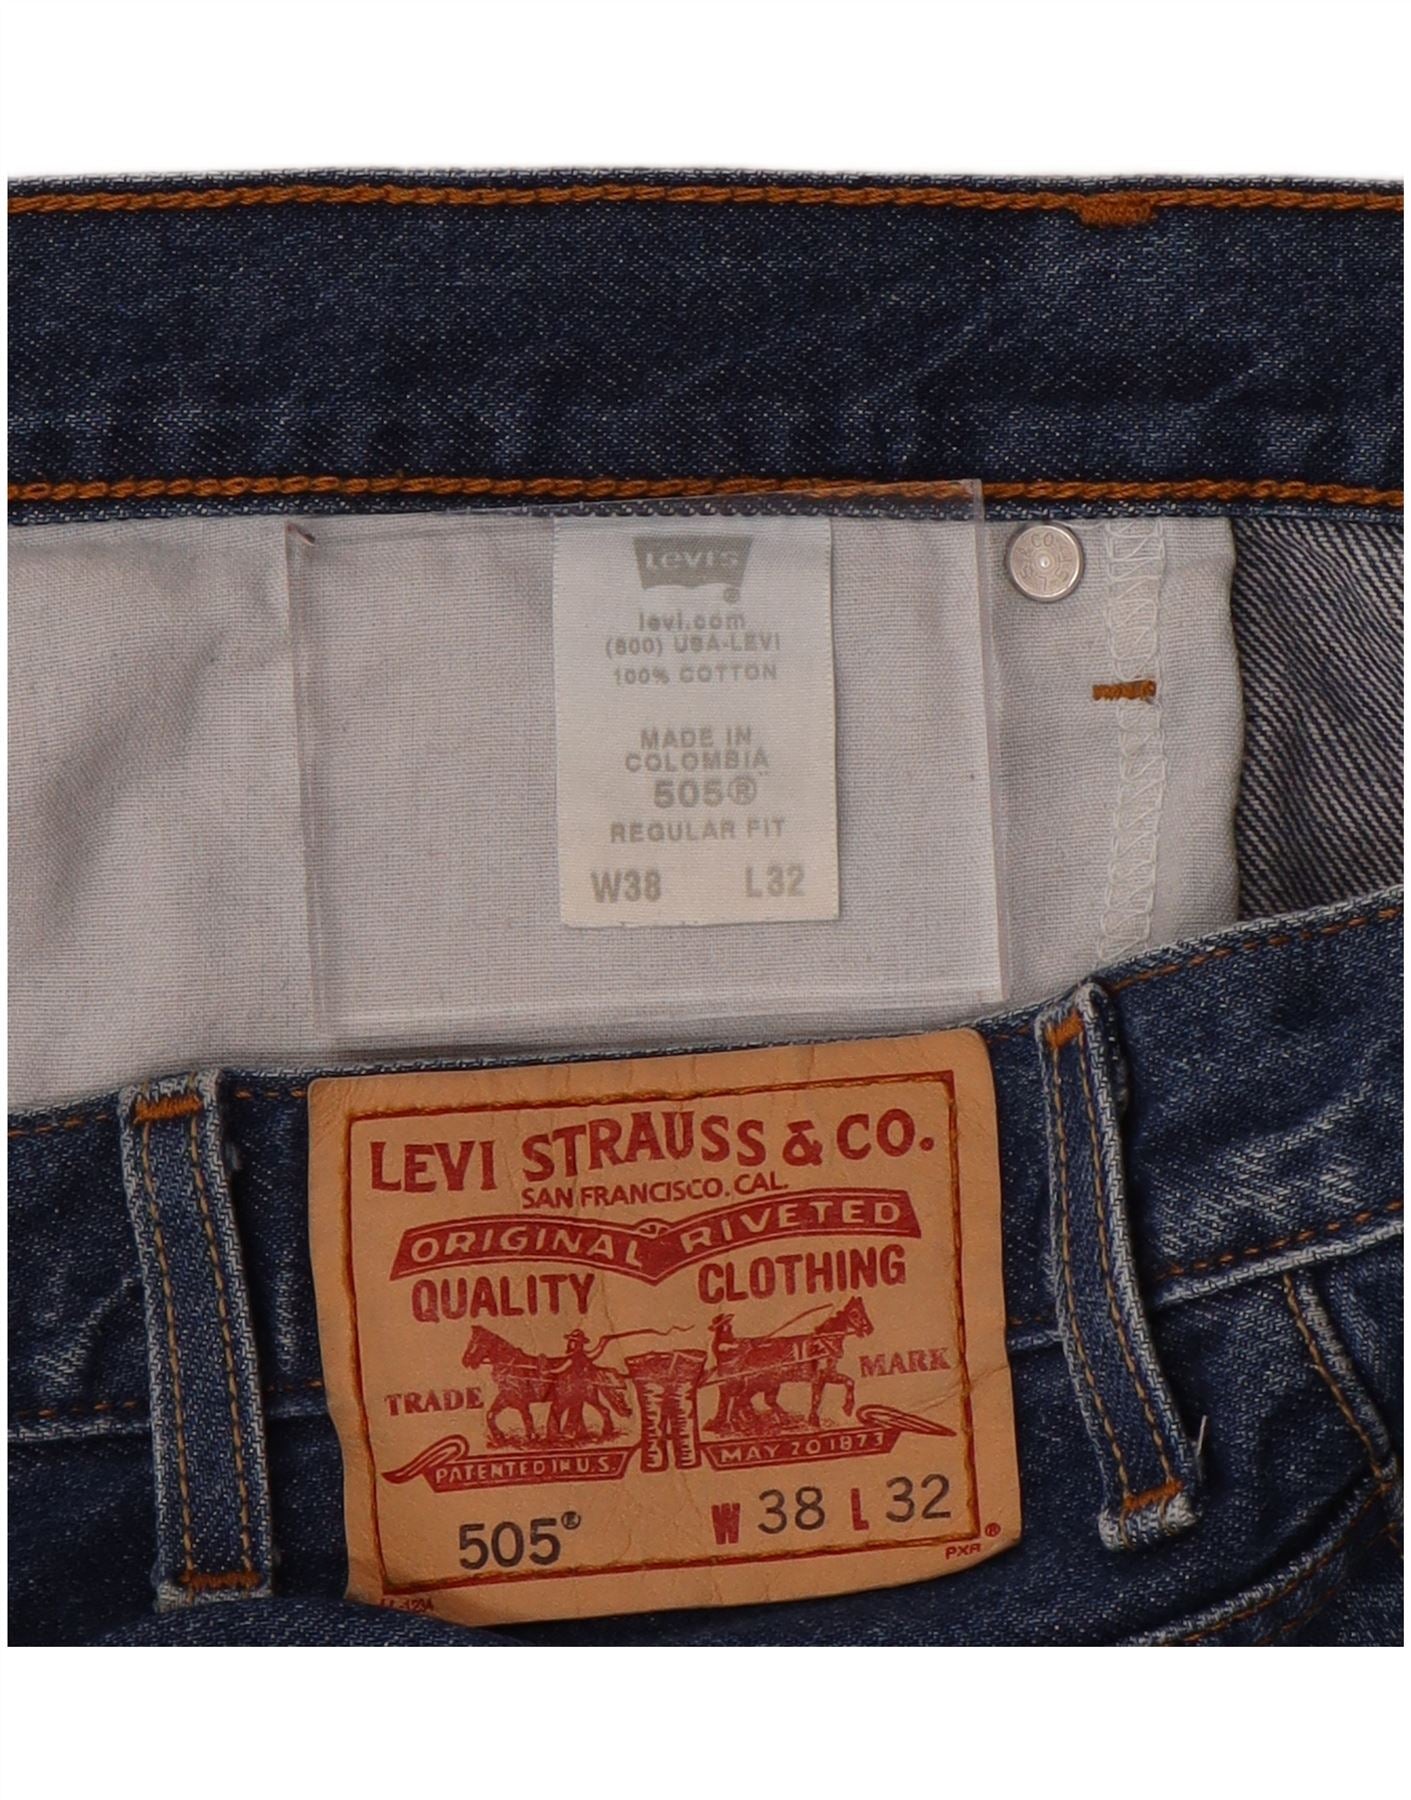 Levi's
®
levi.com
(800) USA-LEVI
100% COTTON
MADE IN
COLOMBIA
505®
REGULAR FIT
W38 L32
LEVI STRAUSS & CO.
SAN FRANCISCO. CAL.
ORIGINAL RIVETED
QUALITY CLOTHING
TRADE MARK
PATENTED IN U.S. MAY 20 1873
505® W 38 L 32
PXR ®